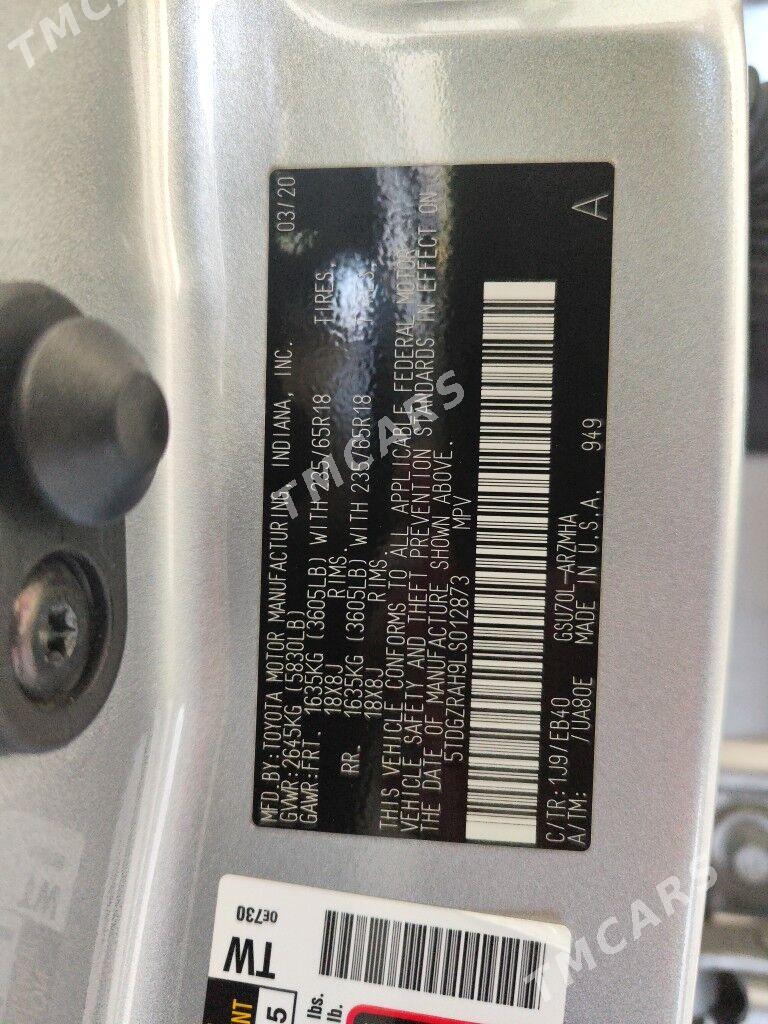 MFD.BY:TOYOTA MOTOR MANUFACTURING, INDIANA, INC. 03/20
GVWR:2645KG (5830LB)
GAWR:FRT. 1635KG (3605LB) WITH 235/65R18 TIRES,
18X8J RIMS.
RR. 1635KG (3605LB) WITH 235/65R18
18X8J RIMS.
THIS VEHICLE CONFORMS TO ALL APPLICABLE FEDERAL MOTOR
VEHICLE SAFETY AND THEFT PREVENTION STANDARDS IN EFFECT ON
THE DATE OF MANUFACTURE SHOWN ABOVE.
5TDGZRAH9LS012873 MPV
C/TR:1J9/EB40 GSU70L-ARZMHA
A/TM: /UA80E MADE IN U.S.A. 949 A
TW 0E730
NT
5 lbs.
lb.
TMCARS
TMCARS
TMCARS